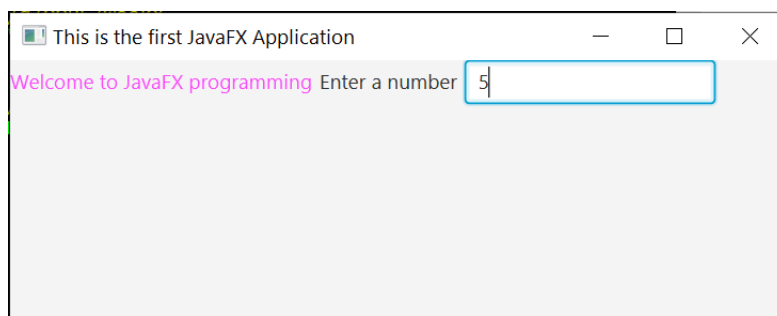 This is the first JavaFX Application
Welcome to JavaFX programming Enter a number 5